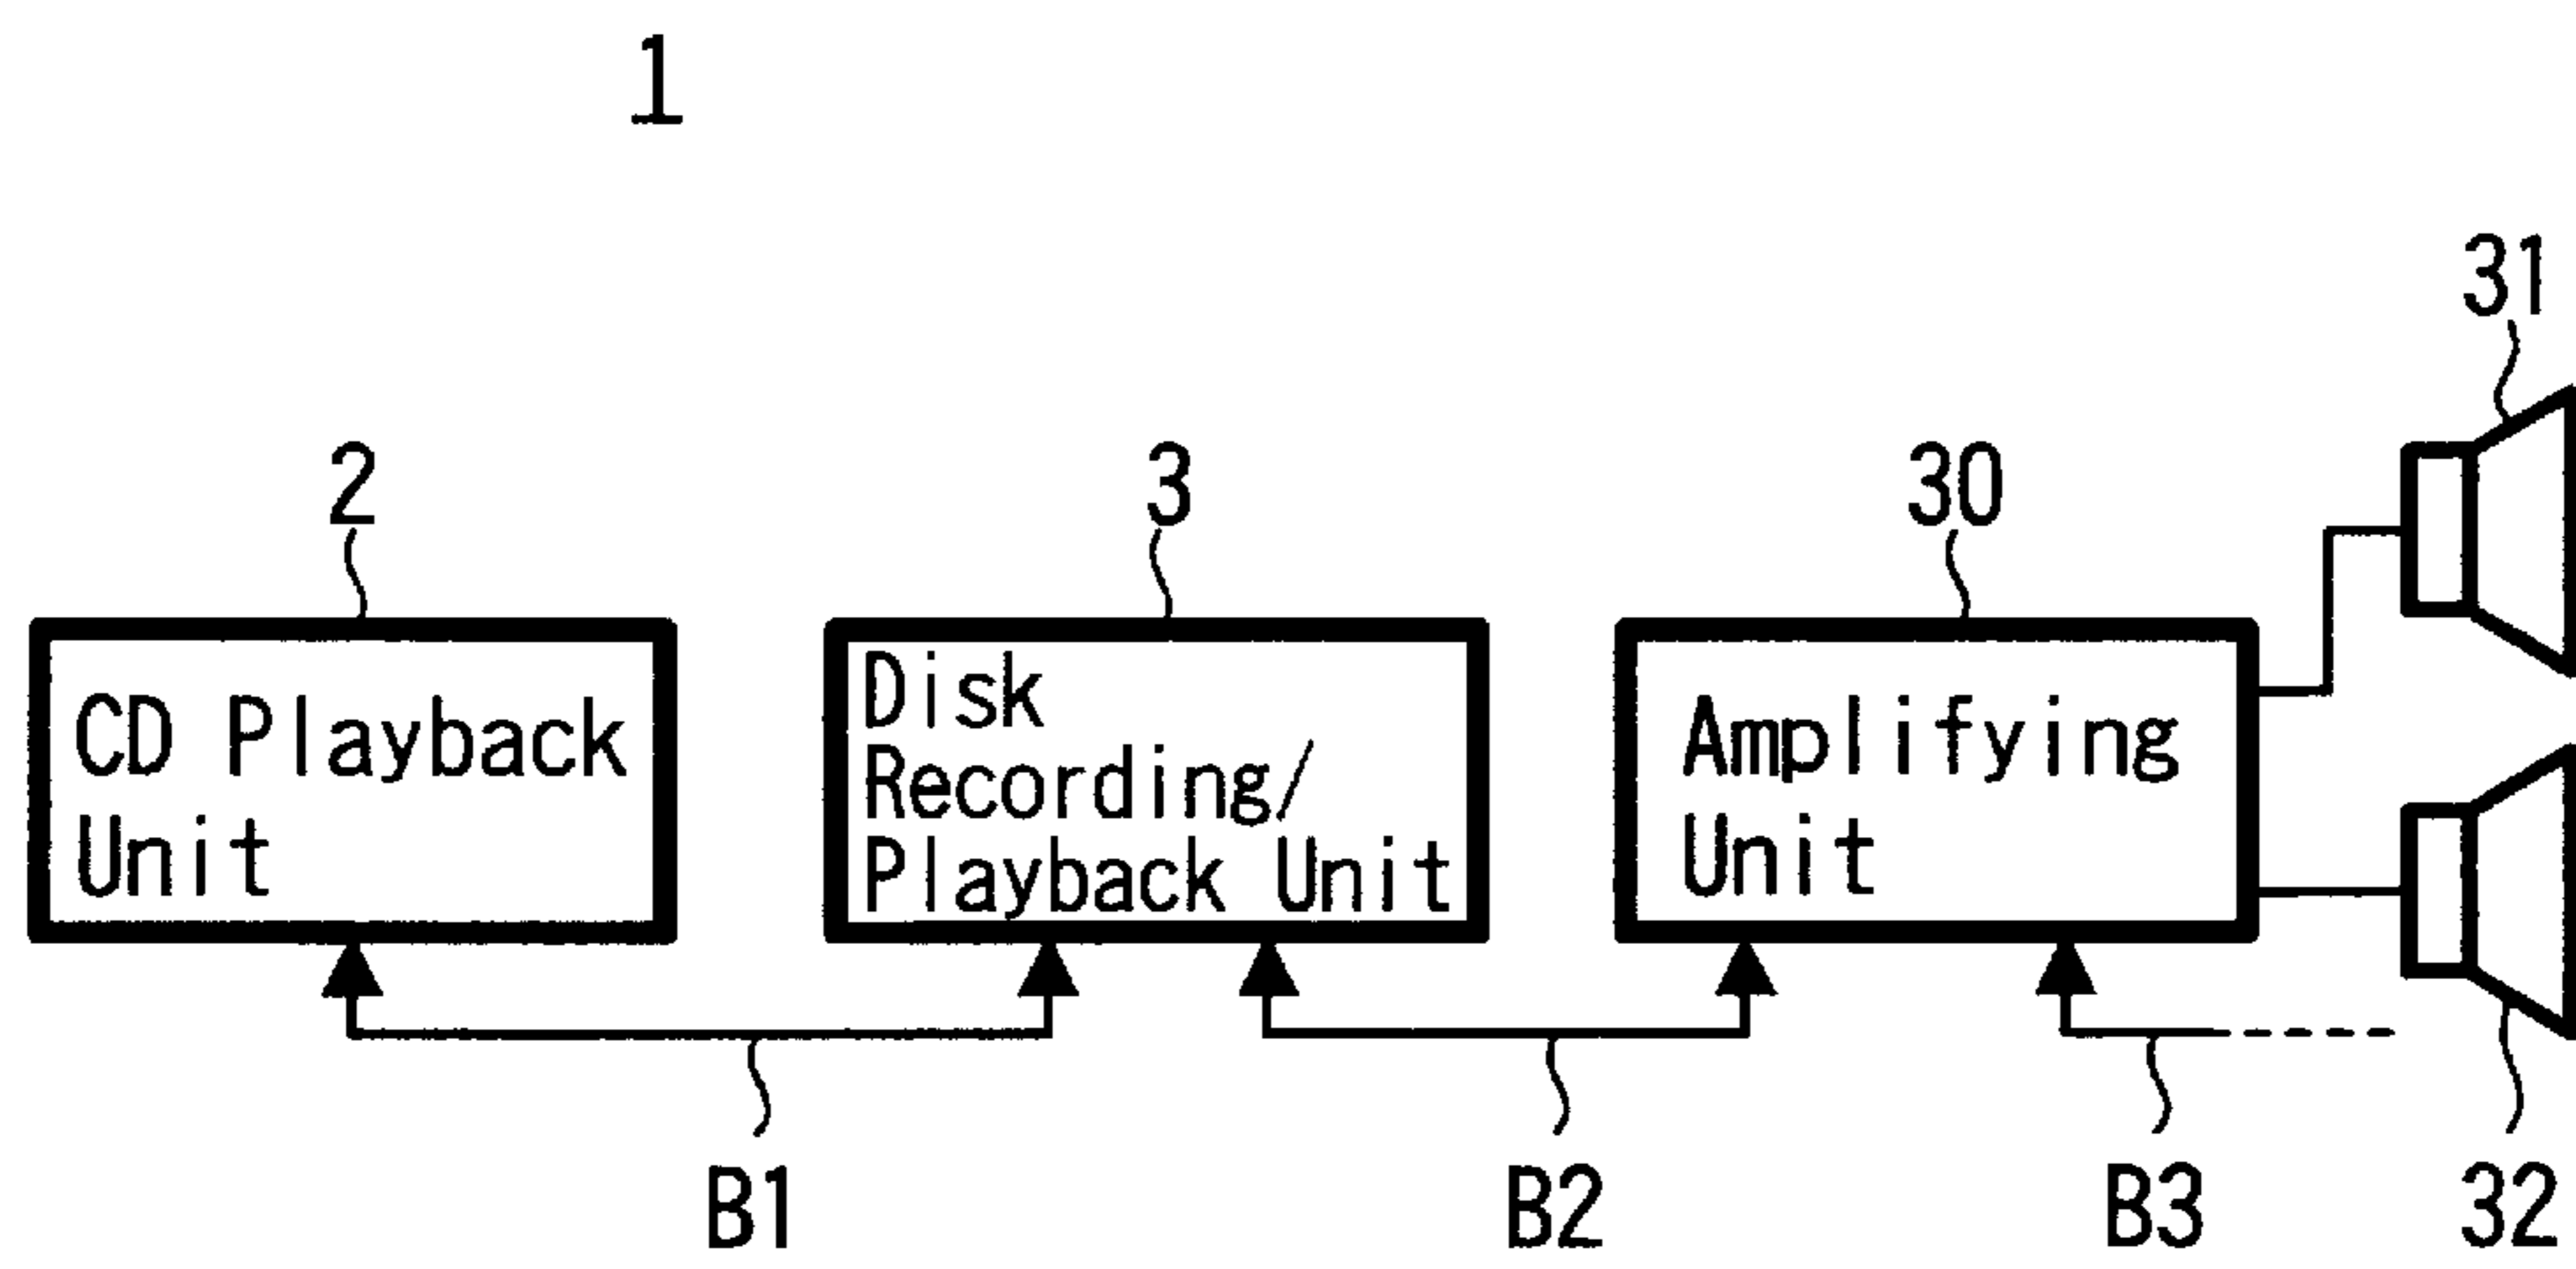 1
31
2
3
30
CD Playback
Unit
Disk
Recording/
Playback Unit
Amplifying
Unit
B1
B2
B3
32